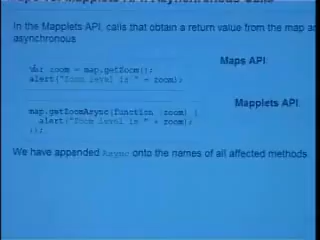 In the Mapplets API, calls that obtain a return value from the map
asynchronous
Maps API
var zoom = map.getZoom();
alert("Zoom level is " + zoom);
Mapplets API
map.getZoomAsync(function (zoom) {
alert("Zoom level is " + zoom);
});
We have appended Async onto the names of all affected methods